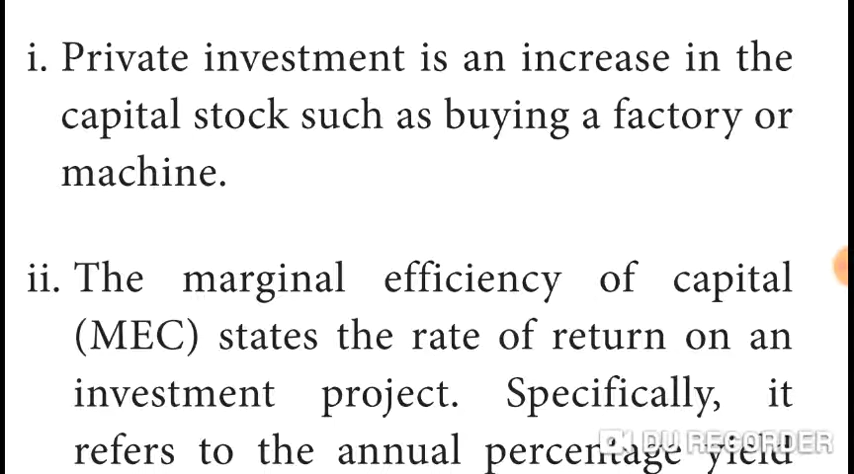 i. Private investment is an increase in the
capital stock such as buying a factory or
machine.
ii. The marginal efficiency of capital
(MEC) states the rate of return on an
investment project. Specifically, it
refers to the annual percentage yield
DU RECORDER